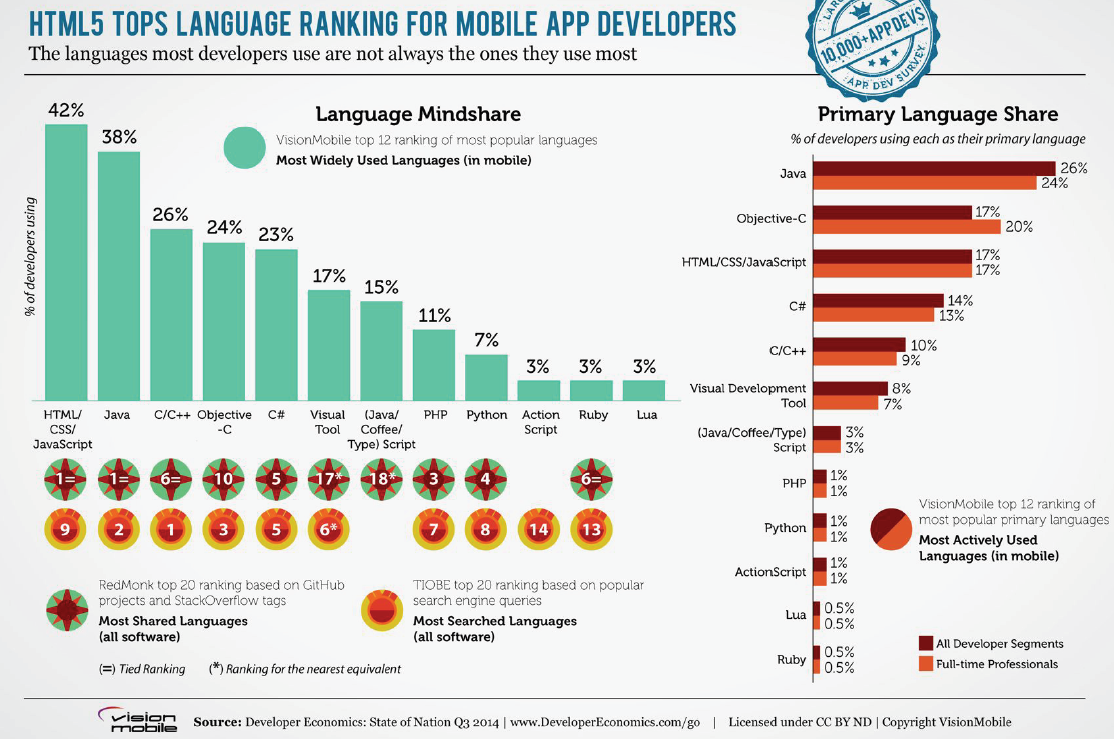 HTML5 TOPS LANGUAGE RANKING FOR MOBILE APP DEVELOPERS
The languages most developers use are not always the ones they use most
10,000+ APP DEVS
APP DEV SURVEY
Language Mindshare
VisionMobile top 12 ranking of most popular languages
Most Widely Used Languages (in mobile)
% of developers using
42%
38%
26%
24%
23%
17%
15%
11%
7%
3%
3%
3%
HTML/
CSS/
JavaScript
Java
C/C++
Objective
-C
C#
Visual
Tool
(Java/
Coffee/
Type) Script
PHP
Python
Action
Script
Ruby
Lua
1= 1= 6= 10 5 17* 18* 3 4 6=
9 2 1 3 5 6* 7 8 14 13
RedMonk top 20 ranking based on GitHub
projects and StackOverflow tags
Most Shared Languages
(all software)
TIOBE top 20 ranking based on popular
search engine queries
Most Searched Languages
(all software)
(=) Tied Ranking (*) Ranking for the nearest equivalent
Primary Language Share
% of developers using each as their primary language
Java
26%
24%
Objective-C
17%
20%
HTML/CSS/JavaScript
17%
17%
C#
14%
13%
C/C++
10%
9%
Visual Development
Tool
8%
7%
(Java/Coffee/Type)
Script
3%
3%
PHP
1%
1%
Python
1%
1%
ActionScript
1%
1%
Lua
0.5%
0.5%
Ruby
0.5%
0.5%
VisionMobile top 12 ranking of
most popular primary languages
Most Actively Used
Languages (in mobile)
All Developer Segments
Full-time Professionals
vision
mobile
Source: Developer Economics: State of Nation Q3 2014 | www.DeveloperEconomics.com/go | Licensed under CC BY ND | Copyright VisionMobile